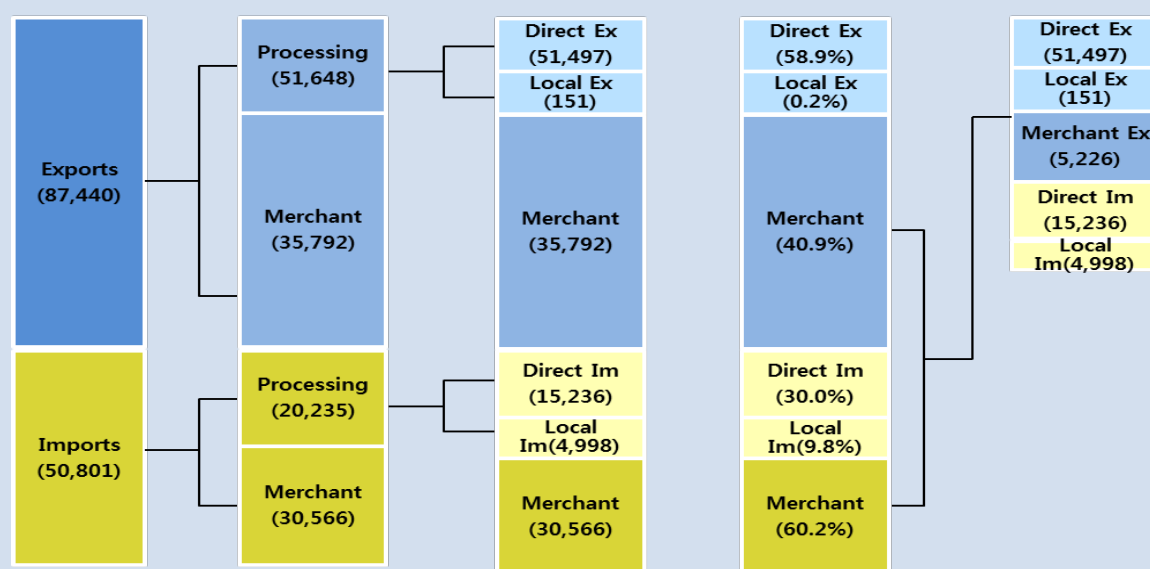 Exports
(87,440)
Imports
(50,801)
Processing
(51,648)
Merchant
(35,792)
Processing
(20,235)
Merchant
(30,566)
Direct Ex
(51,497)
Local Ex
(151)
Merchant
(35,792)
Direct Im
(15,236)
Local
Im(4,998)
Merchant
(30,566)
Direct Ex
(58.9%)
Local Ex
(0.2%)
Merchant
(40.9%)
Direct Im
(30.0%)
Local
Im(9.8%)
Merchant
(60.2%)
Direct Ex
(51,497)
Local Ex
(151)
Merchant Ex
(5,226)
Direct Im
(15,236)
Local
Im(4,998)